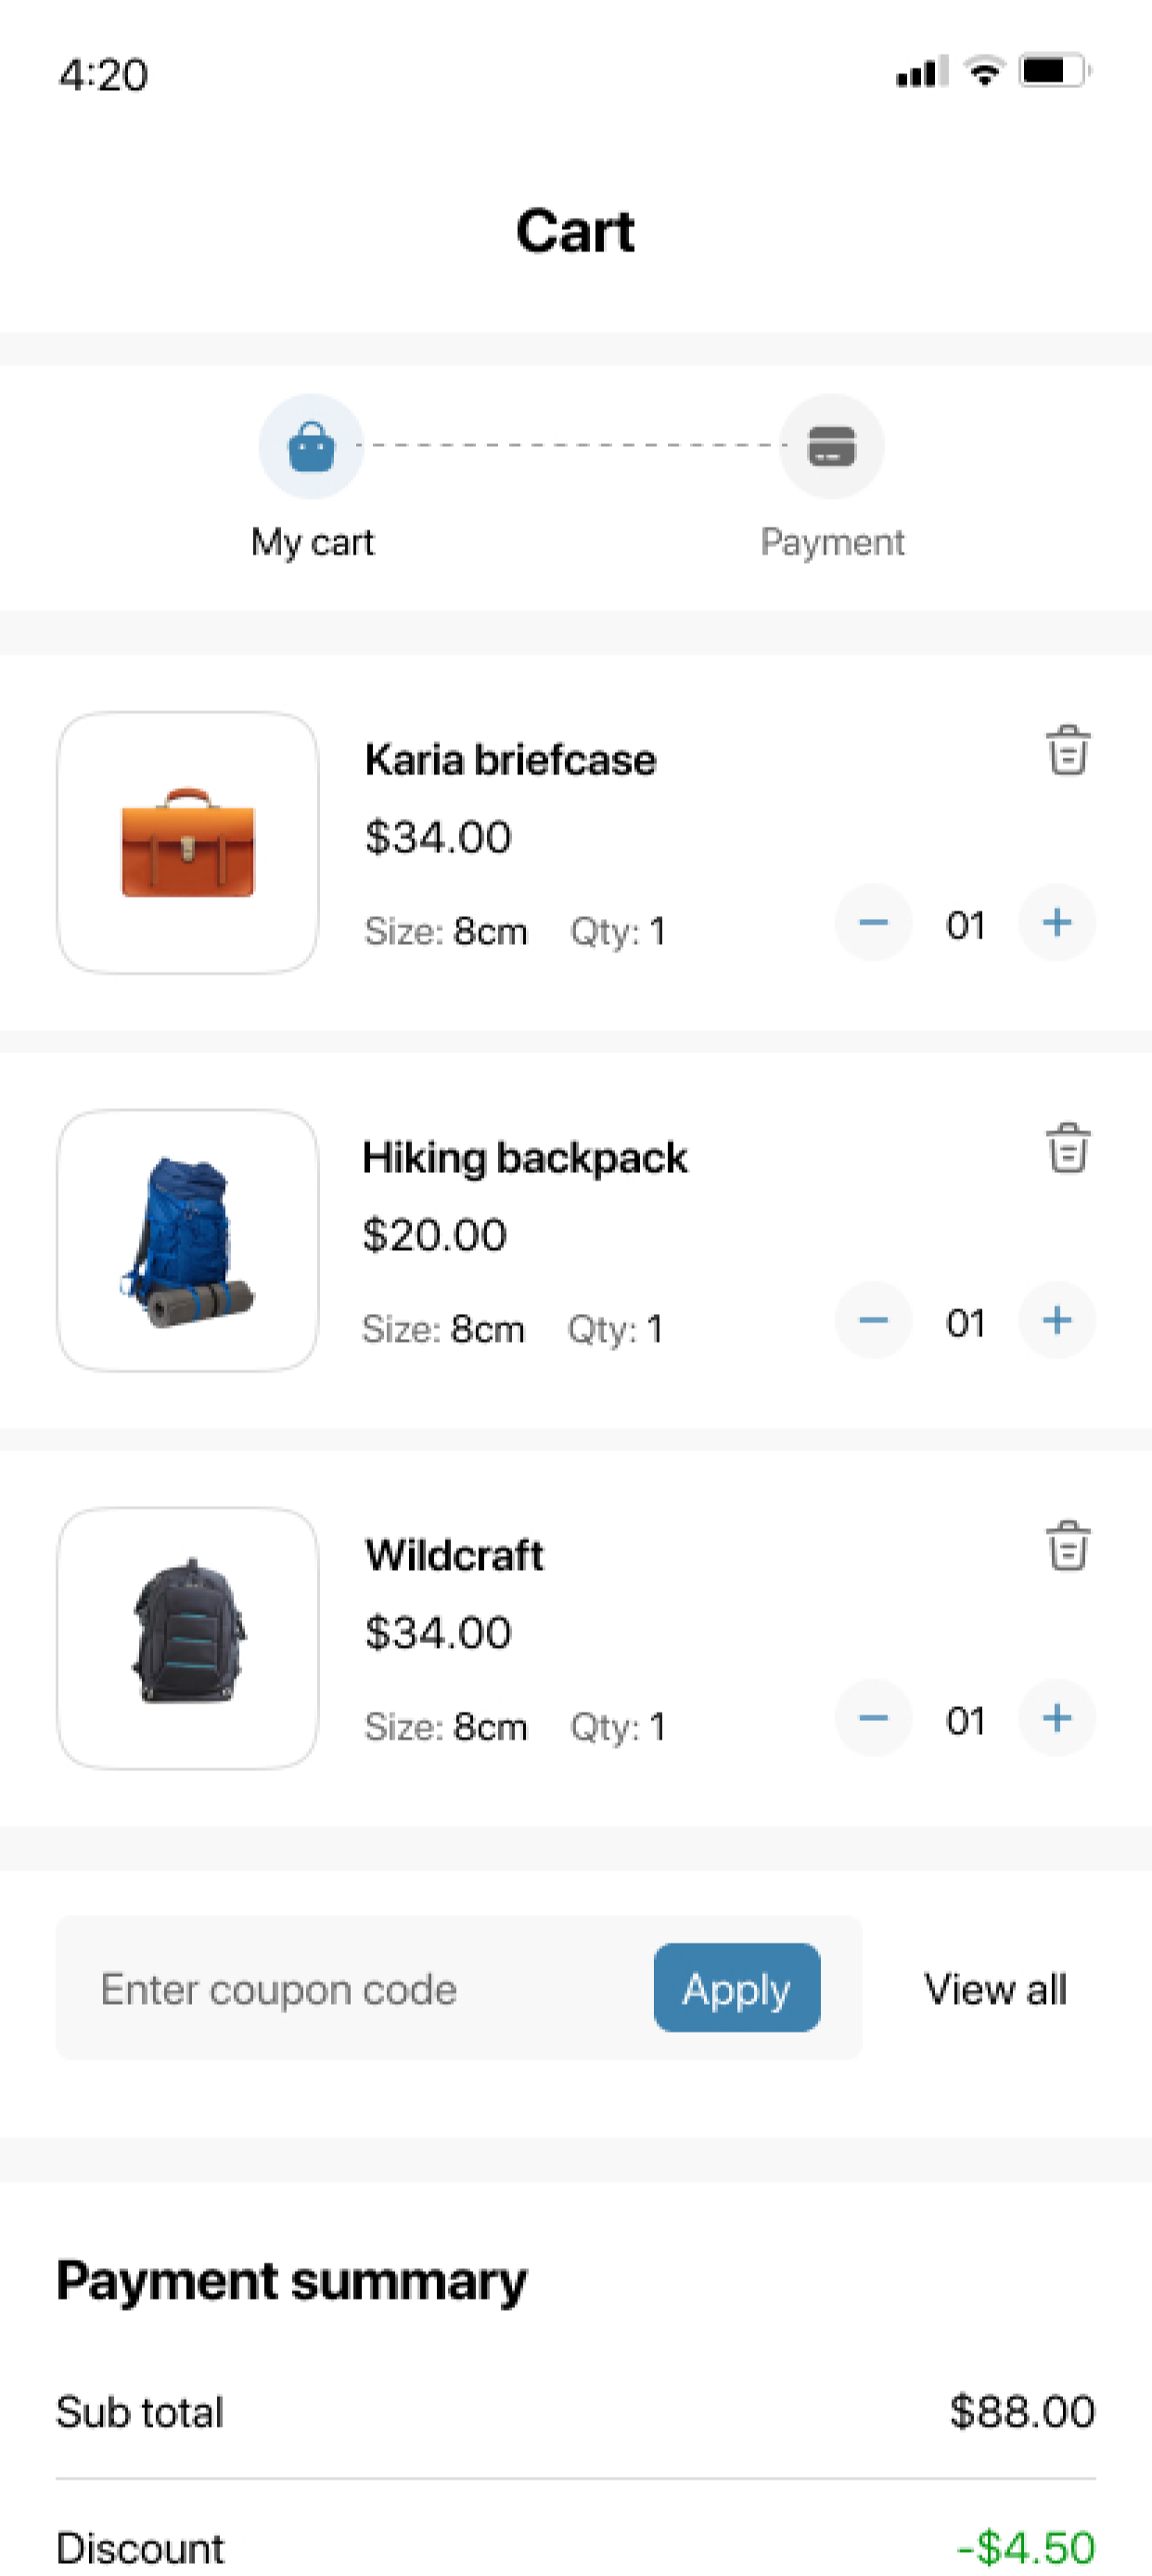 4:20
Cart
My cart
Payment
Karia briefcase
$34.00
Size: 8cm Qty: 1
01
Hiking backpack
$20.00
Size: 8cm Qty: 1
01
Wildcraft
$34.00
Size: 8cm Qty: 1
01
Enter coupon code
Apply
View all
Payment summary
Sub total $88.00
Discount -$4.50